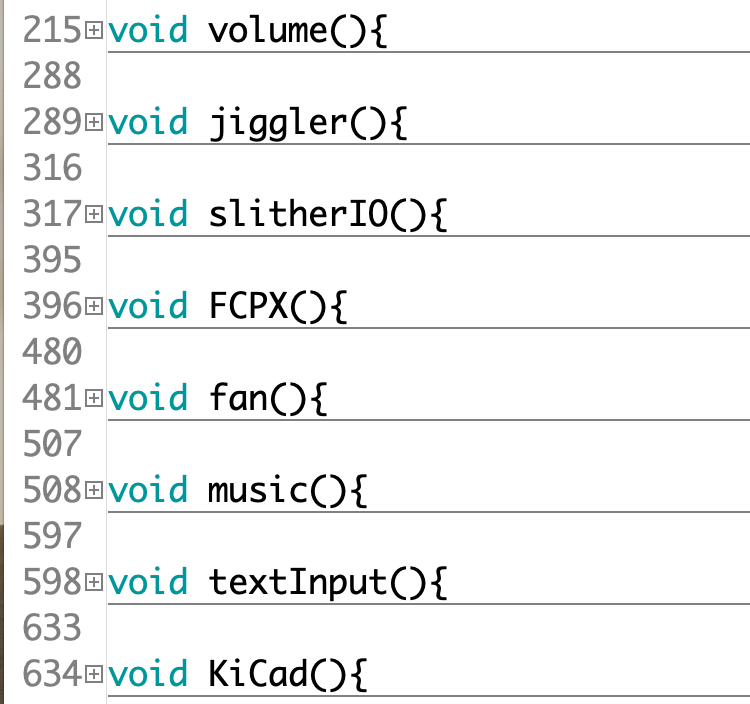 215 void volume(){
288
289 void jiggler(){
316
317 void slitherIO(){
395
396 void FCPX(){
480
481 void fan(){
507
508 void music(){
597
598 void textInput(){
633
634 void KiCad(){